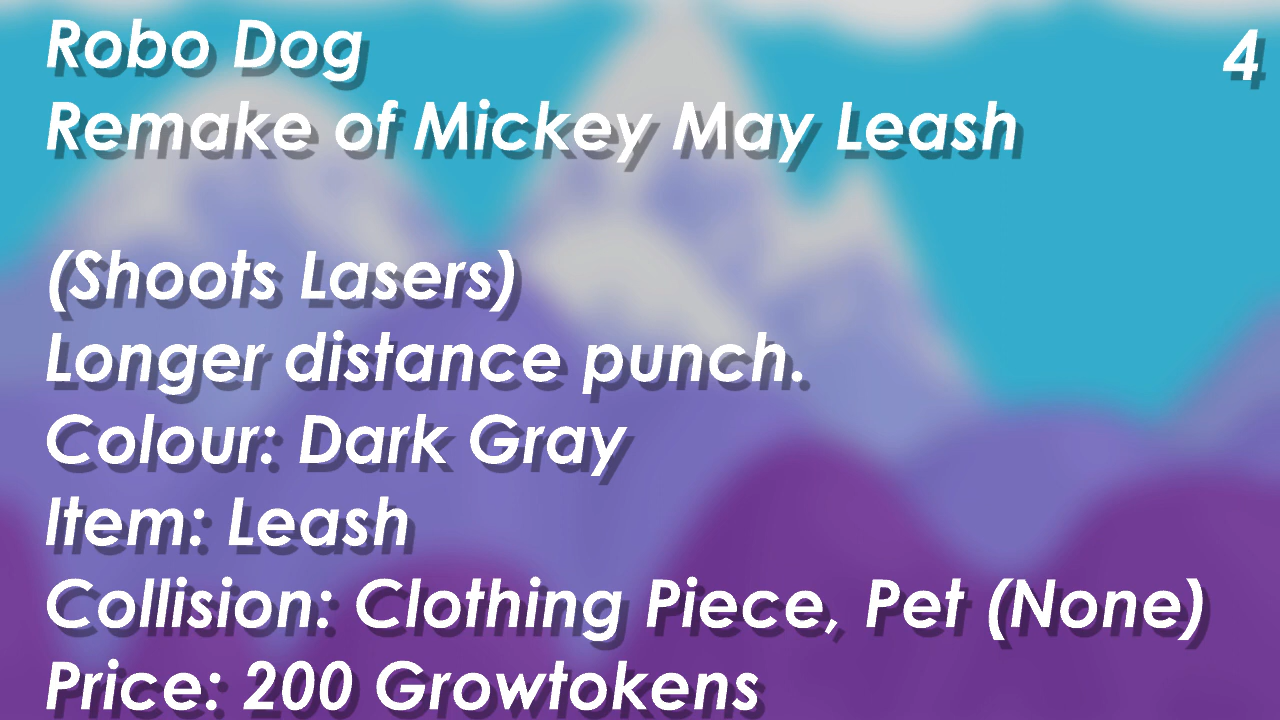 Robo Dog
4
Remake of Mickey May Leash
(Shoots Lasers)
Longer distance punch.
Colour: Dark Gray
Item: Leash
Collision: Clothing Piece, Pet (None)
Price: 200 Growtokens